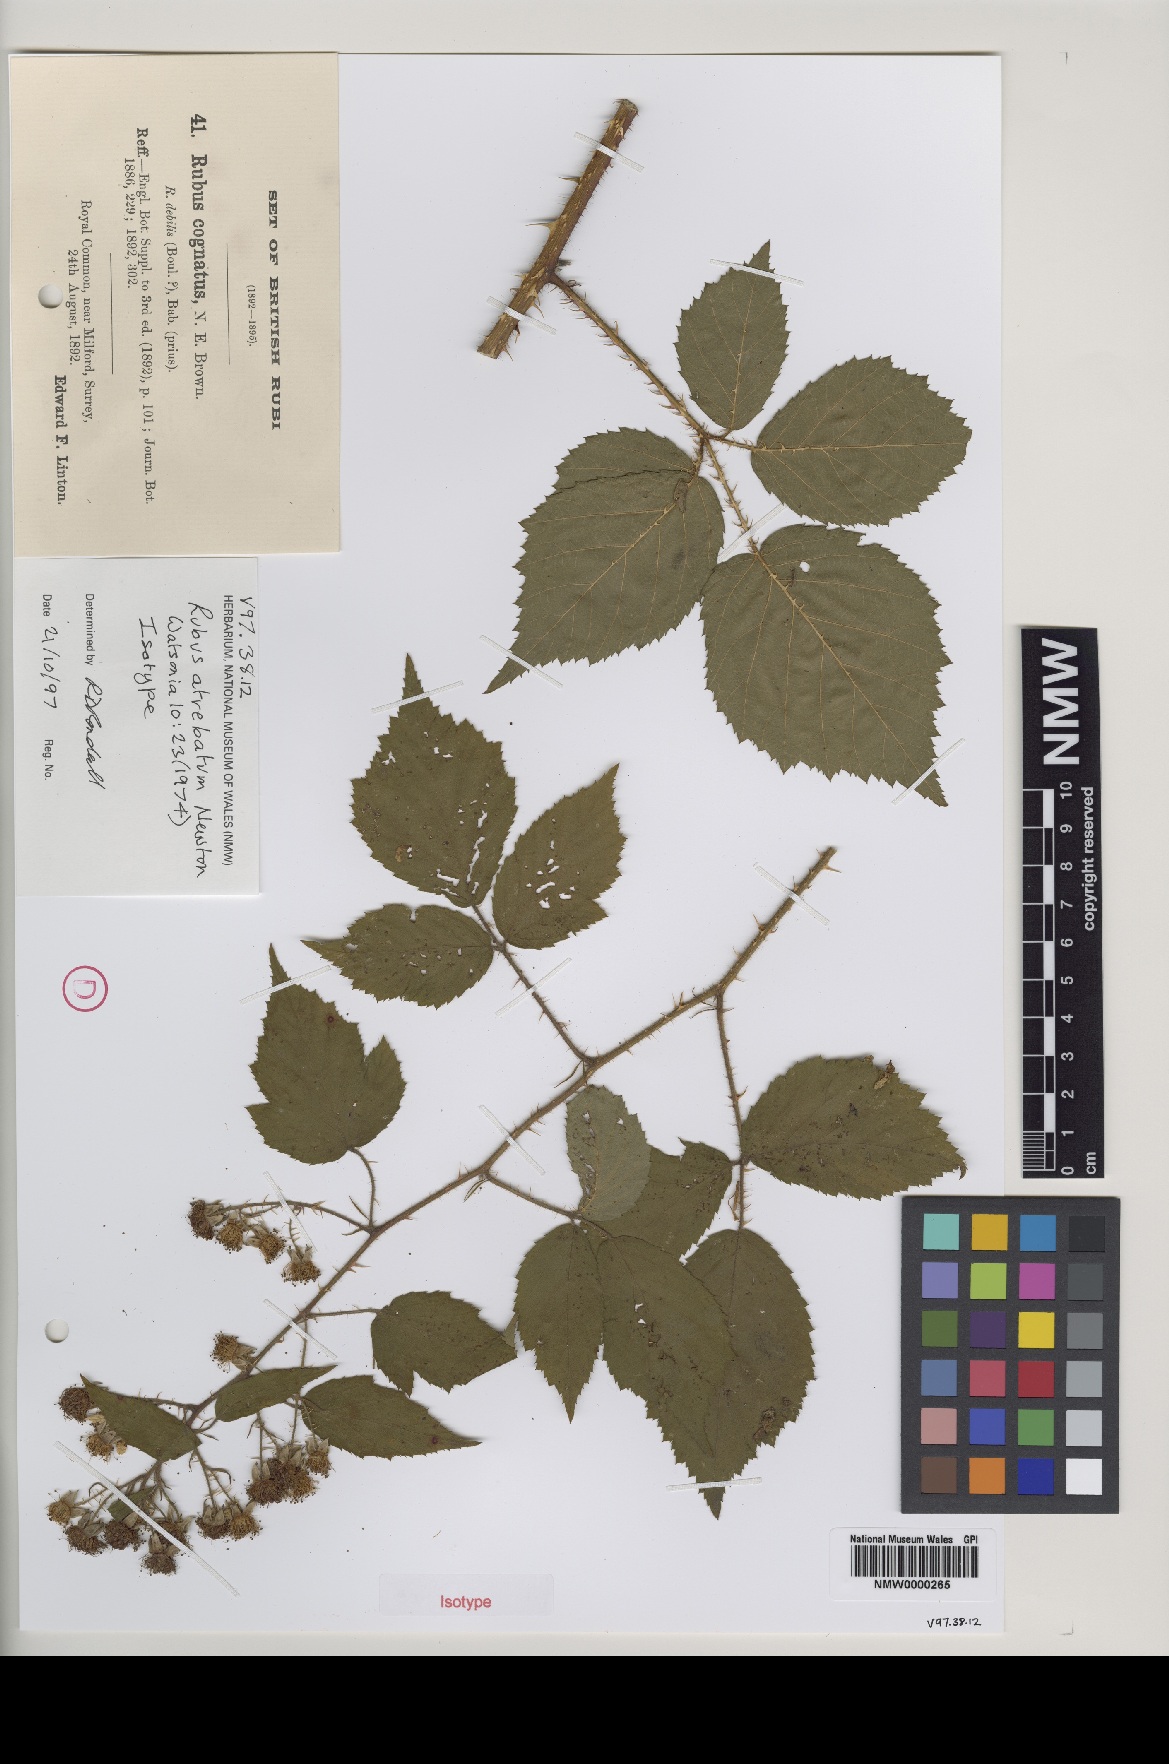 SET OF BRITISH RUBI
(1892—1895).
41. Rubus cognatus, N. E. Brown.
R. debilis (Boul. ?), Bab. (prius).
Reff.—Engl. Bot. Suppl. to 3rd ed. (1892), p. 101; Journ. Bot.
1886, 229; 1892, 302.
Royal Common, near Milford, Surrey,
24th August, 1892.
Edward F. Linton.
V97.38.12
HERBARIUM, NATIONAL MUSEUM OF WALES (NMW)
Rubus atrebatum Newton
Watsonia 10:23 (1974)
Isotype
Determined by R D Randall
Date 21/10/97 Reg. No.
D
NMW
copyright reserved
0 1 2 3 4 5 6 7 8 9 10
cm
National Museum Wales GPI
NMW0000265
V97.38.12
Isotype